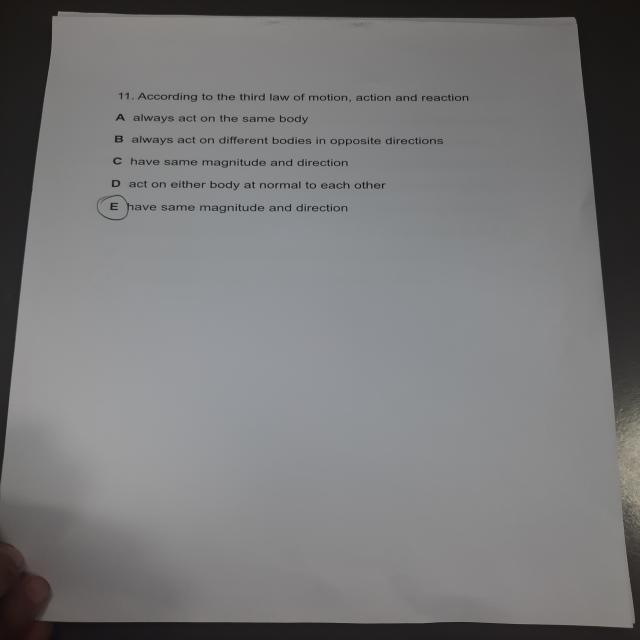 11. According to the third law of motion, action and reaction
A always act on the same body
B always act on different bodies in opposite directions
C have same magnitude and direction
D act on either body at normal to each other
E have same magnitude and direction